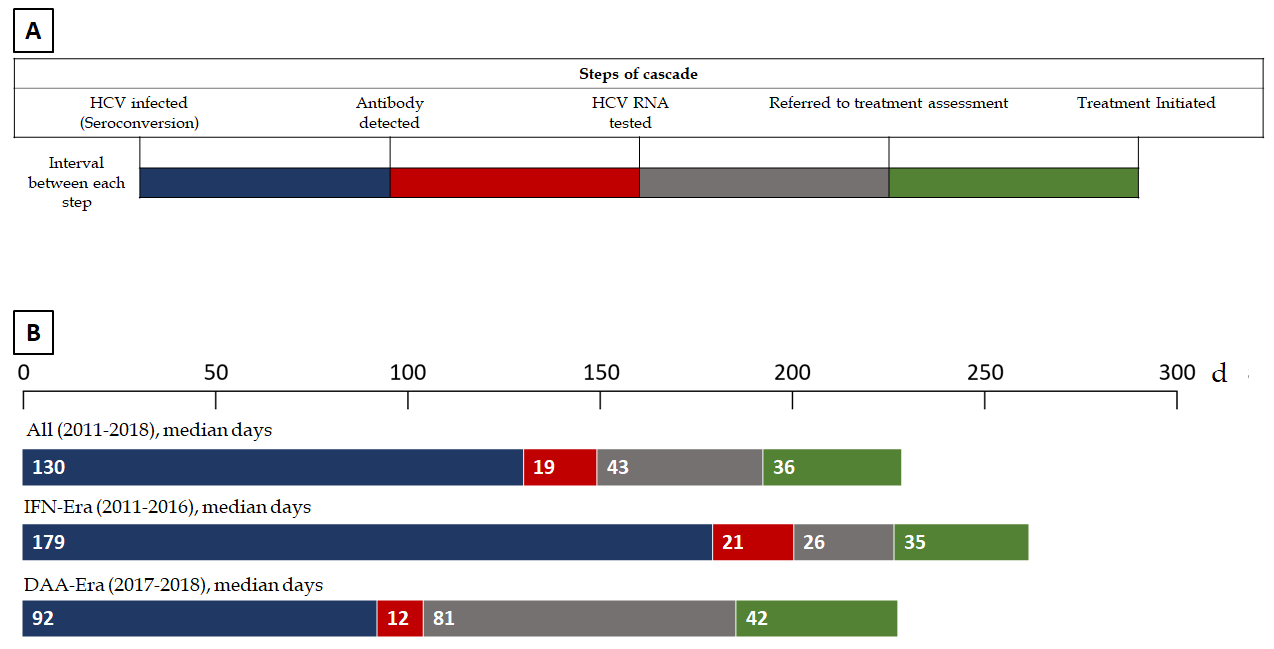 A
Steps of cascade
HCV infected
(Seroconversion)
Antibody
detected
HCV RNA
tested
Referred to treatment assessment
Treatment Initiated
Interval
between each
step
B
0 50 100 150 200 250 300 d
All (2011-2018), median days
130 19 43 36
IFN-Era (2011-2016), median days
179 21 26 35
DAA-Era (2017-2018), median days
92 12 81 42